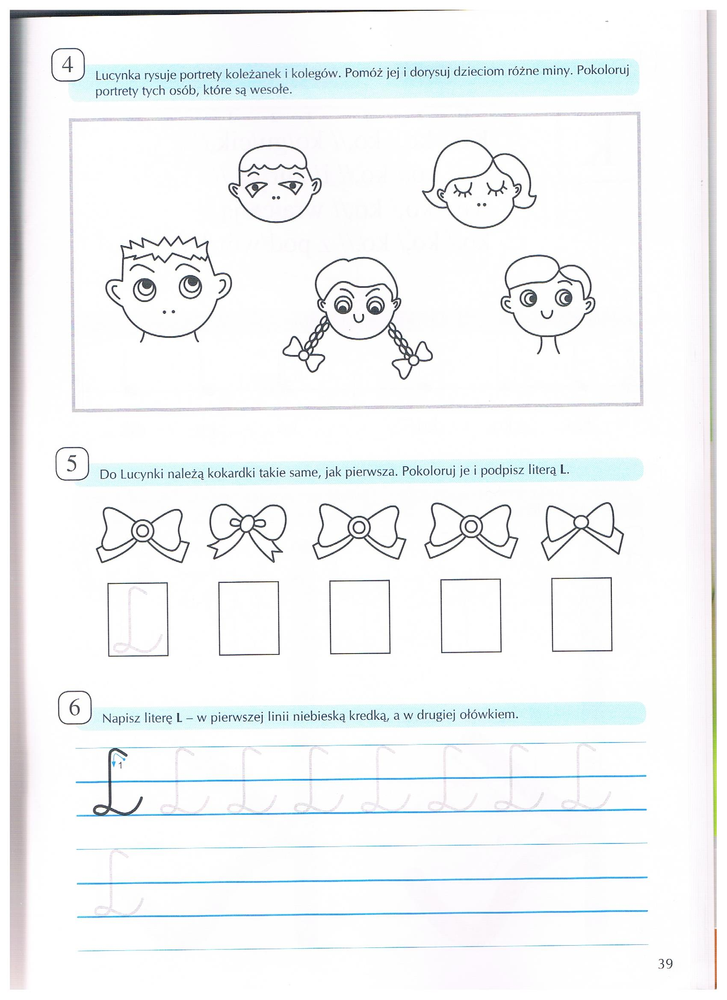 4
Lucynka rysuje portrety koleżanek i kolegów. Pomóż jej i dorysuj dzieciom różne miny. Pokoloruj
portrety tych osób, które są wesołe.
5
Do Lucynki należą kokardki takie same, jak pierwsza. Pokoloruj je i podpisz literą L.
L
6
Napisz literę L – w pierwszej linii niebieską kredką, a w drugiej ołówkiem.
1
L L L L L L L L
L
39